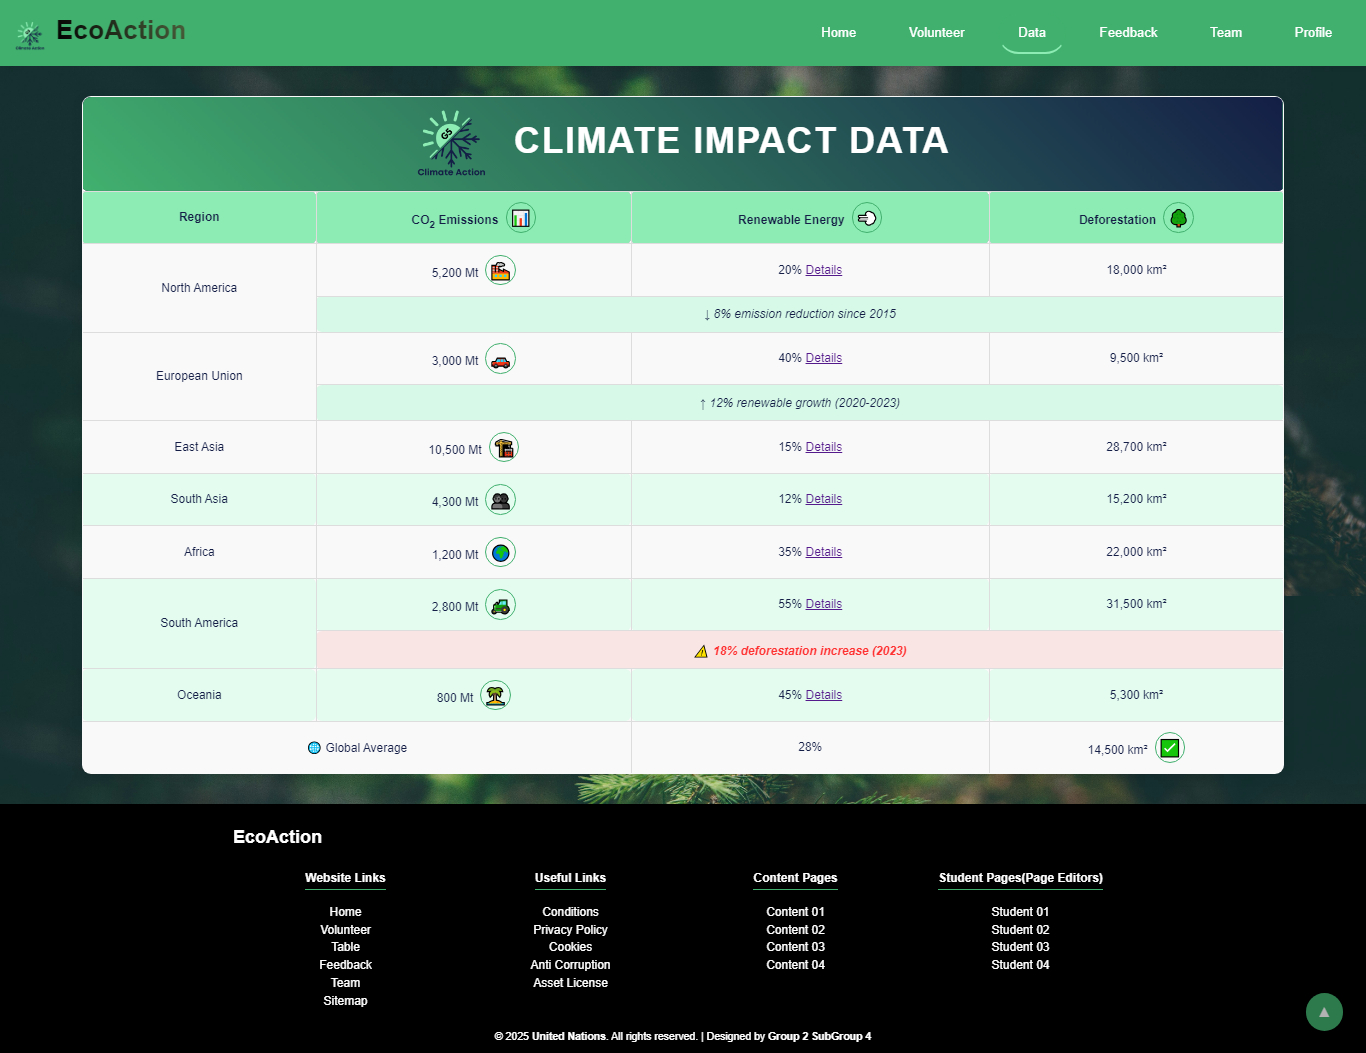 EcoAction
Home Volunteer Data Feedback Team Profile
Climate Action
GS
Climate Action
CLIMATE IMPACT DATA
Region CO2 Emissions Renewable Energy Deforestation
North America 5,200 Mt 20% Details 18,000 km²
↓ 8% emission reduction since 2015
European Union 3,000 Mt 40% Details 9,500 km²
↑ 12% renewable growth (2020-2023)
East Asia 10,500 Mt 15% Details 28,700 km²
South Asia 4,300 Mt 12% Details 15,200 km²
Africa 1,200 Mt 35% Details 22,000 km²
South America 2,800 Mt 55% Details 31,500 km²
⚠ 18% deforestation increase (2023)
Oceania 800 Mt 45% Details 5,300 km²
🌐 Global Average 28% 14,500 km²
EcoAction
Website Links
Home
Volunteer
Table
Feedback
Team
Sitemap
Useful Links
Conditions
Privacy Policy
Cookies
Anti Corruption
Asset License
Content Pages
Content 01
Content 02
Content 03
Content 04
Student Pages(Page Editors)
Student 01
Student 02
Student 03
Student 04
© 2025 United Nations. All rights reserved. | Designed by Group 2 SubGroup 4